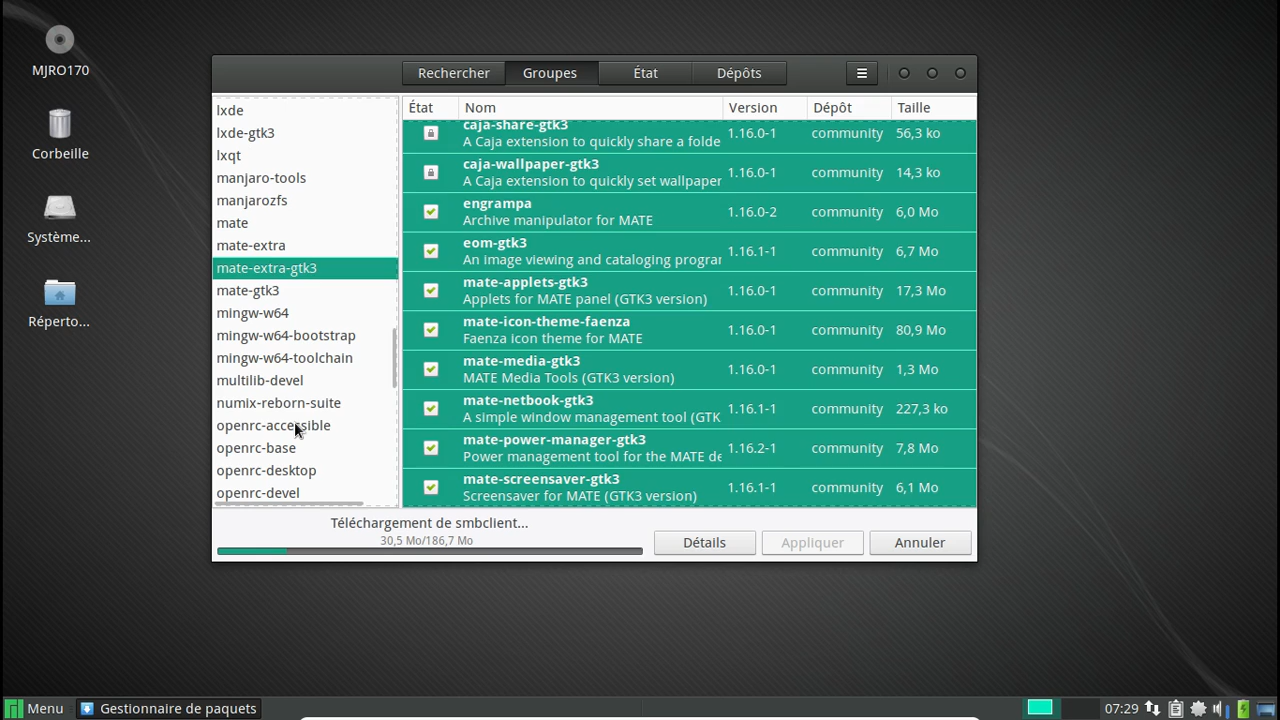 MJRO170
Corbeille
Système...
Réperto...
Rechercher
Groupes
État
Dépôts
lxde
lxde-gtk3
lxqt
manjaro-tools
manjarozfs
mate
mate-extra
mate-extra-gtk3
mate-gtk3
mingw-w64
mingw-w64-bootstrap
mingw-w64-toolchain
multilib-devel
numix-reborn-suite
openrc-accessible
openrc-base
openrc-desktop
openrc-devel
État Nom Version Dépôt Taille
caja-share-gtk3
A Caja extension to quickly share a folde 1.16.0-1 community 56,3 ko
caja-wallpaper-gtk3
A Caja extension to quickly set wallpaper 1.16.0-1 community 14,3 ko
engrampa
Archive manipulator for MATE 1.16.0-2 community 6,0 Mo
eom-gtk3
An image viewing and cataloging progran 1.16.1-1 community 6,7 Mo
mate-applets-gtk3
Applets for MATE panel (GTK3 version) 1.16.0-1 community 17,3 Mo
mate-icon-theme-faenza
Faenza icon theme for MATE 1.16.0-1 community 80,9 Mo
mate-media-gtk3
MATE Media Tools (GTK3 version) 1.16.0-1 community 1,3 Mo
mate-netbook-gtk3
A simple window management tool (GTK 1.16.1-1 community 227,3 ko
mate-power-manager-gtk3
Power management tool for the MATE de 1.16.2-1 community 7,8 Mo
mate-screensaver-gtk3
Screensaver for MATE (GTK3 version) 1.16.1-1 community 6,1 Mo
Téléchargement de smbclient...
30,5 Mo/186,7 Mo
Détails
Appliquer
Annuler
Menu
Gestionnaire de paquets
07:29